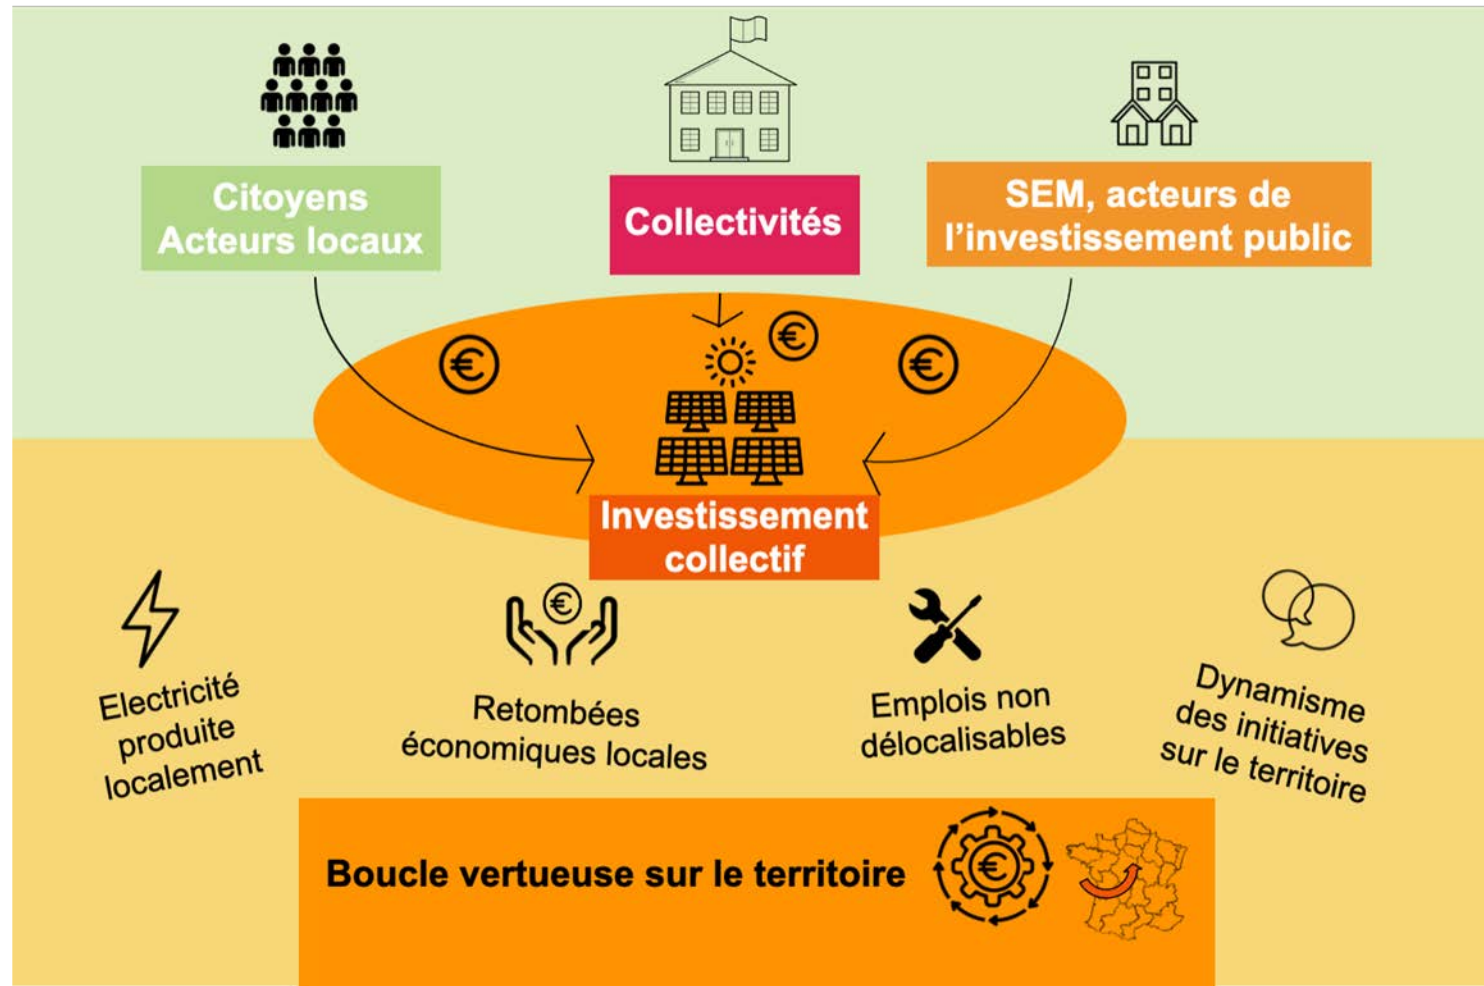 Citoyens
Acteurs locaux
Collectivités
SEM, acteurs de
l'investissement public
€
€
€
Investissement
collectif
€
Electricité
produite
localement
Retombées
économiques locales
Emplois non
délocalisables
Dynamisme
des initiatives
sur le territoire
Boucle vertueuse sur le territoire
€